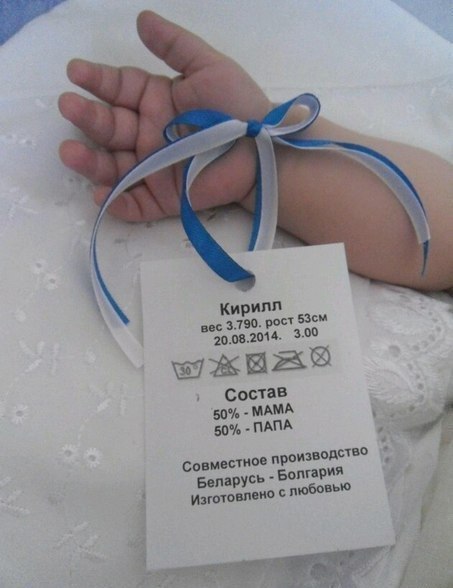 Кирилл
вес 3.790. рост 53см
20.08.2014. 3.00
30°
Состав
50% - МАМА
50% - ПАПА
Совместное производство
Беларусь - Болгария
Изготовлено с любовью